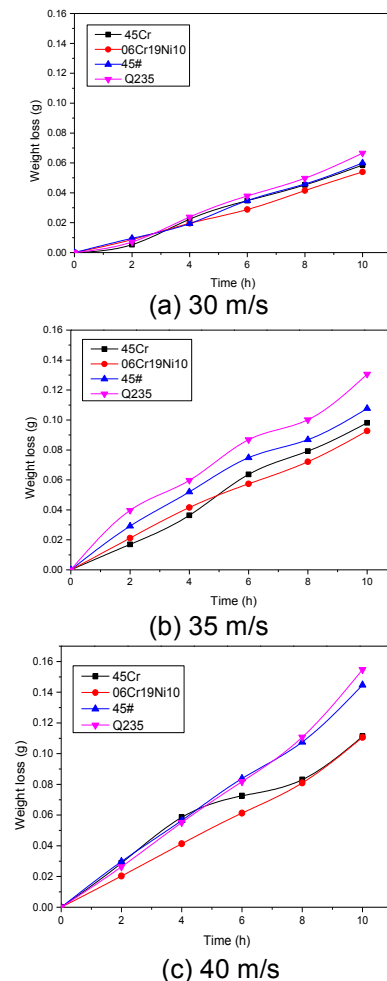 0.16
0.14
0.12
0.10
0.08
0.06
0.04
0.02
0.00
Weight loss (g)
45Cr
06Cr19Ni10
45#
Q235
0 2 4 6 8 10
Time (h)
(a) 30 m/s
0.16
0.14
0.12
0.10
0.08
0.06
0.04
0.02
0.00
Weight loss (g)
45Cr
06Cr19Ni10
45#
Q235
0 2 4 6 8 10
Time (h)
(b) 35 m/s
0.16
0.14
0.12
0.10
0.08
0.06
0.04
0.02
0.00
Weight loss (g)
45Cr
06Cr19Ni10
45#
Q235
0 2 4 6 8 10
Time (h)
(c) 40 m/s